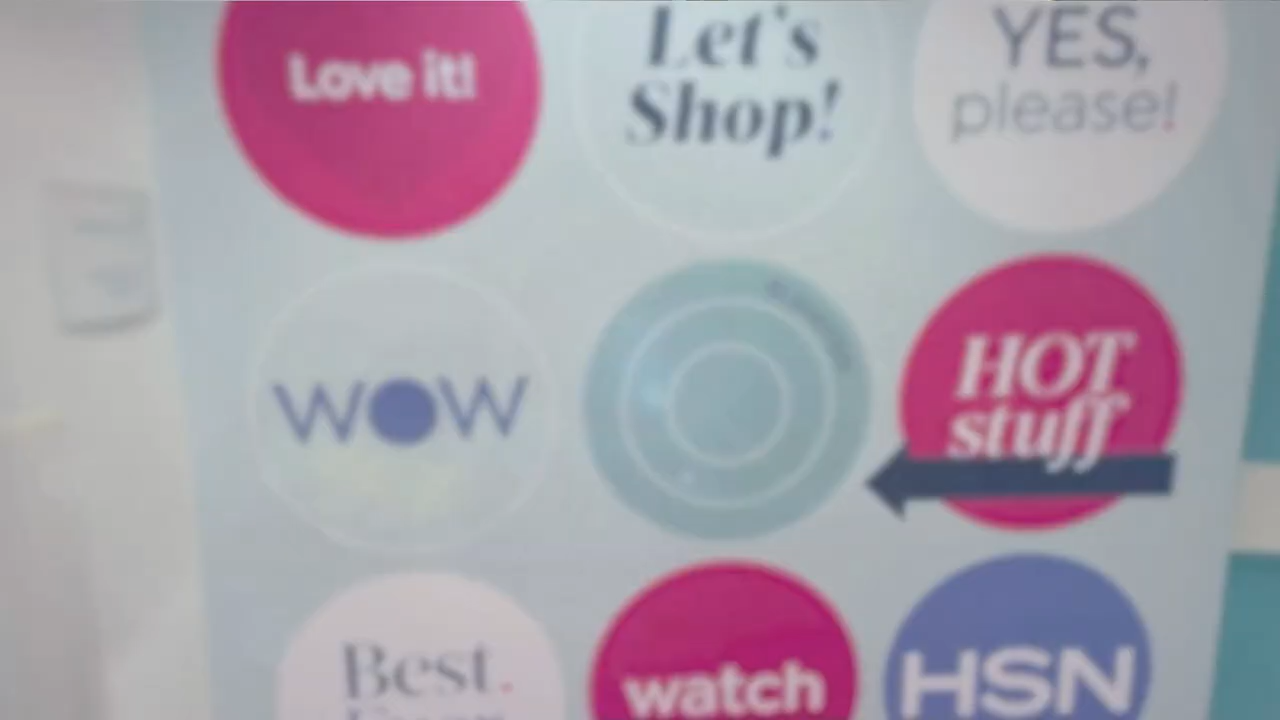 Love it!
Let's
Shop!
YES,
please!
WOW
HOT
stuff
Best.
watch
HSN